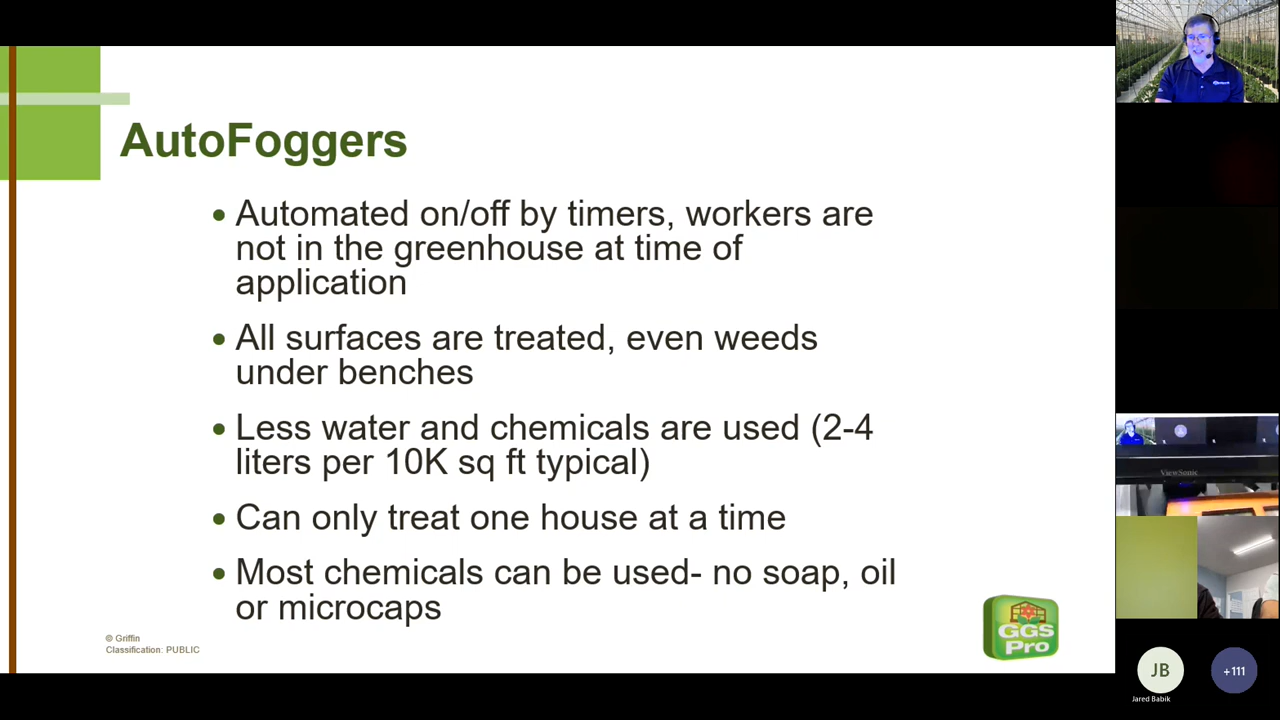 AutoFoggers
• Automated on/off by timers, workers are
not in the greenhouse at time of
application
• All surfaces are treated, even weeds
under benches
• Less water and chemicals are used (2-4
liters per 10K sq ft typical)
• Can only treat one house at a time
• Most chemicals can be used- no soap, oil
or microcaps
© Griffin
Classification: PUBLIC
GGS
Pro
ViewSonic
JB
Jared Babik
+111